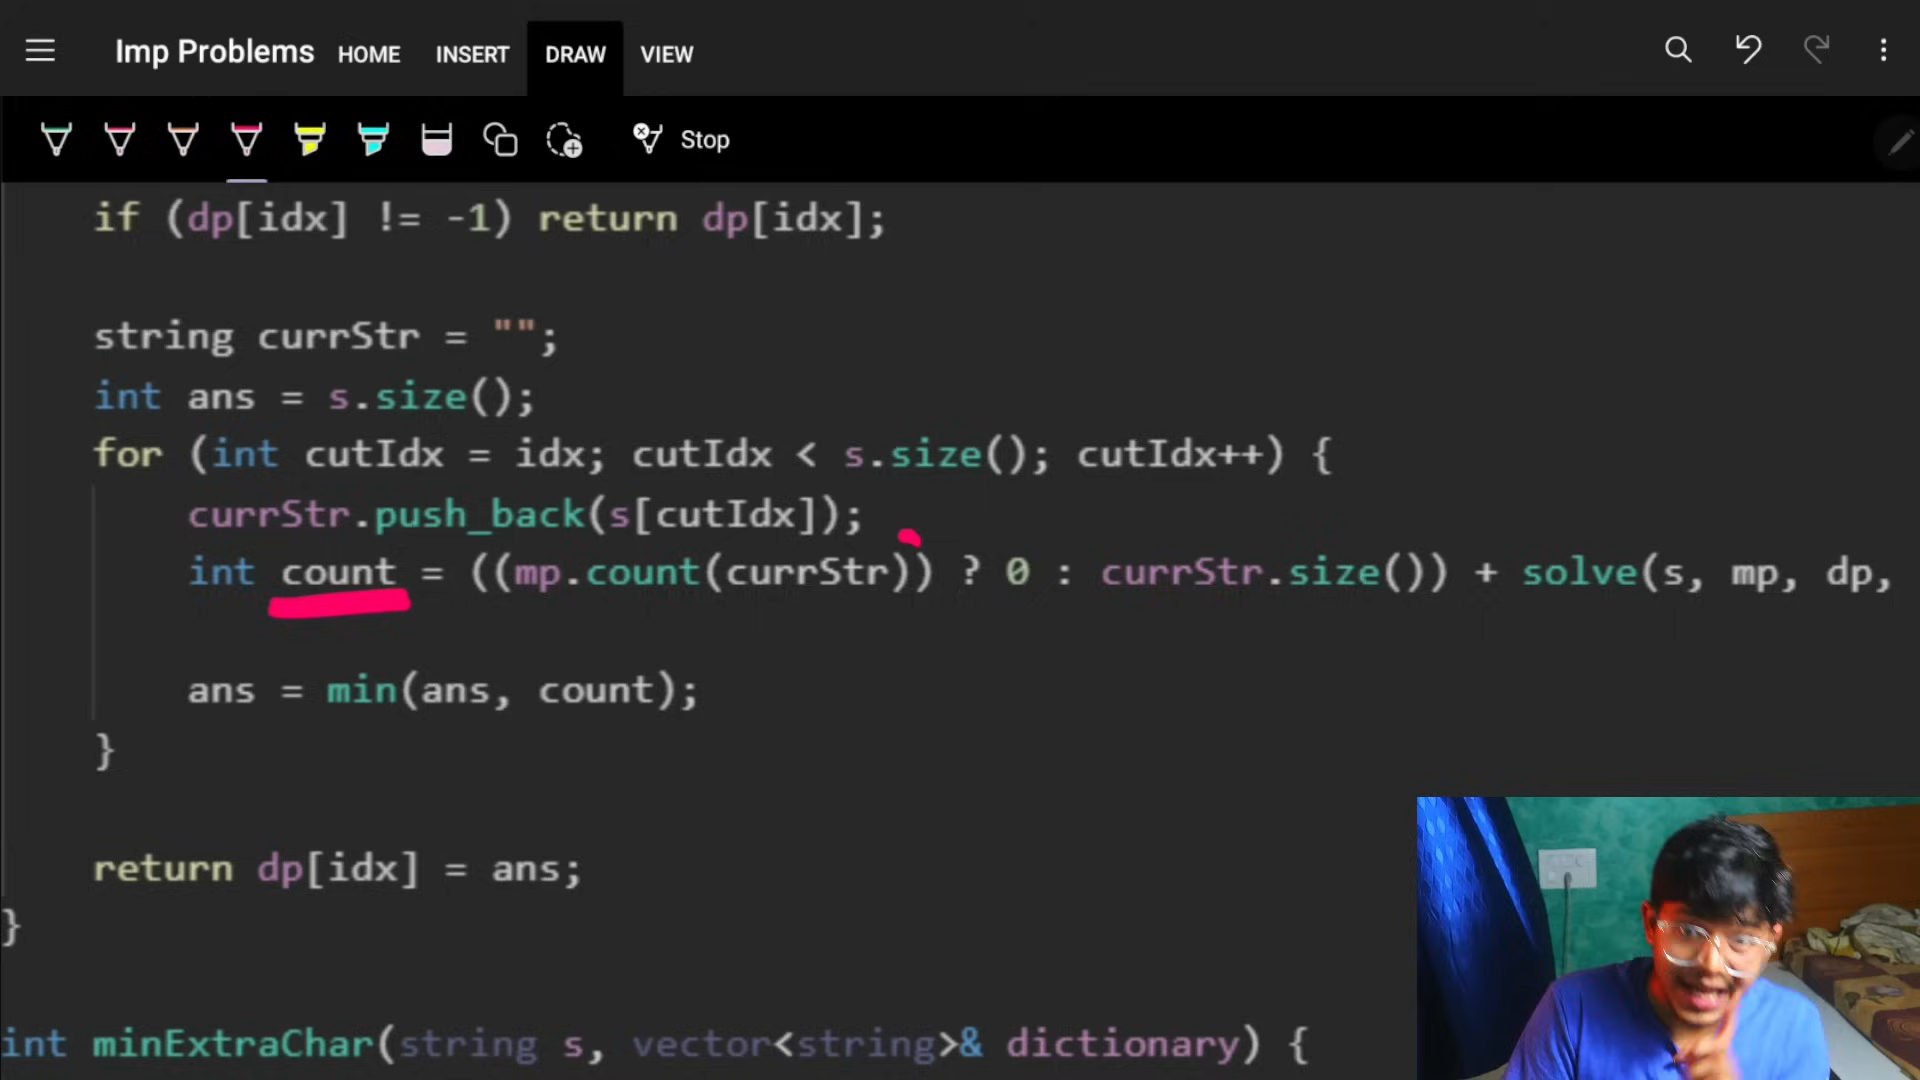 Imp Problems HOME INSERT DRAW VIEW
Stop
if (dp[idx] != -1) return dp[idx];
string currStr = "";
int ans = s.size();
for (int cutIdx = idx; cutIdx < s.size(); cutIdx++) {
currStr.push_back(s[cutIdx]);
int count = ((mp.count(currStr)) ? 0 : currStr.size()) + solve(s, mp, dp,
ans = min(ans, count);
}
return dp[idx] = ans;
}
int minExtraChar(string s, vector<string>& dictionary) {